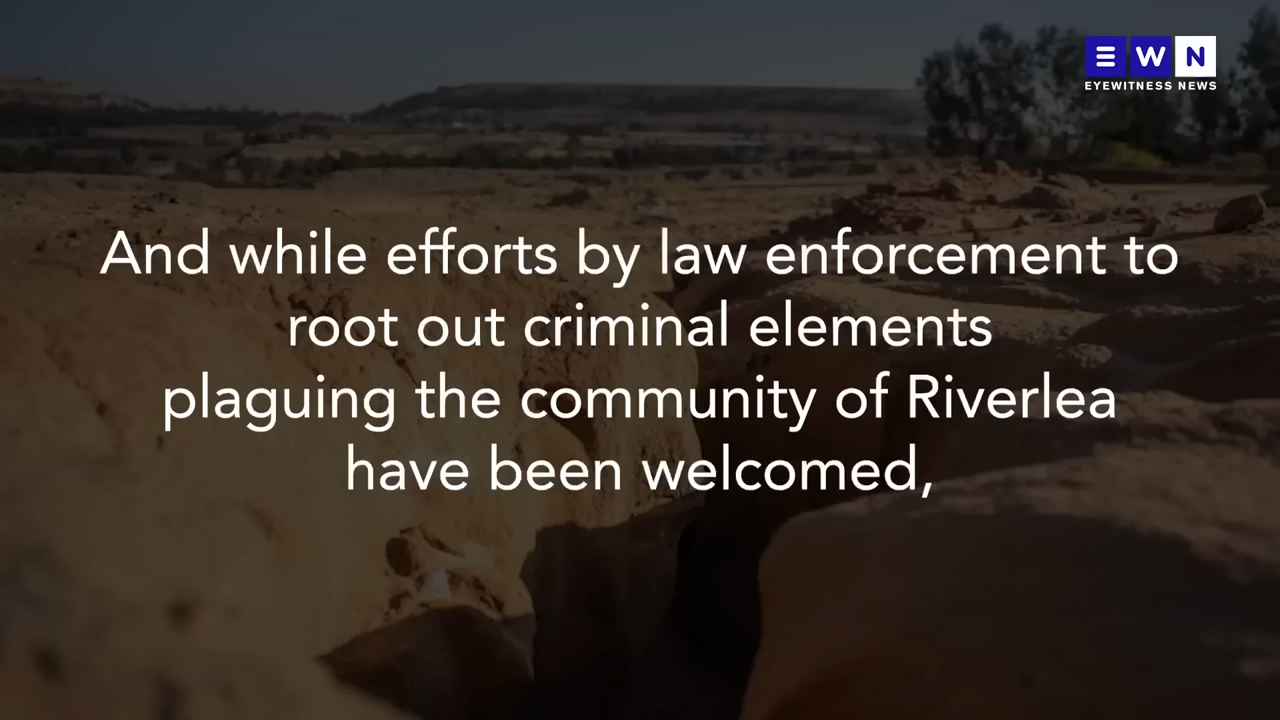 EWN
EYEWITNESS NEWS
And while efforts by law enforcement to
root out criminal elements
plaguing the community of Riverlea
have been welcomed,